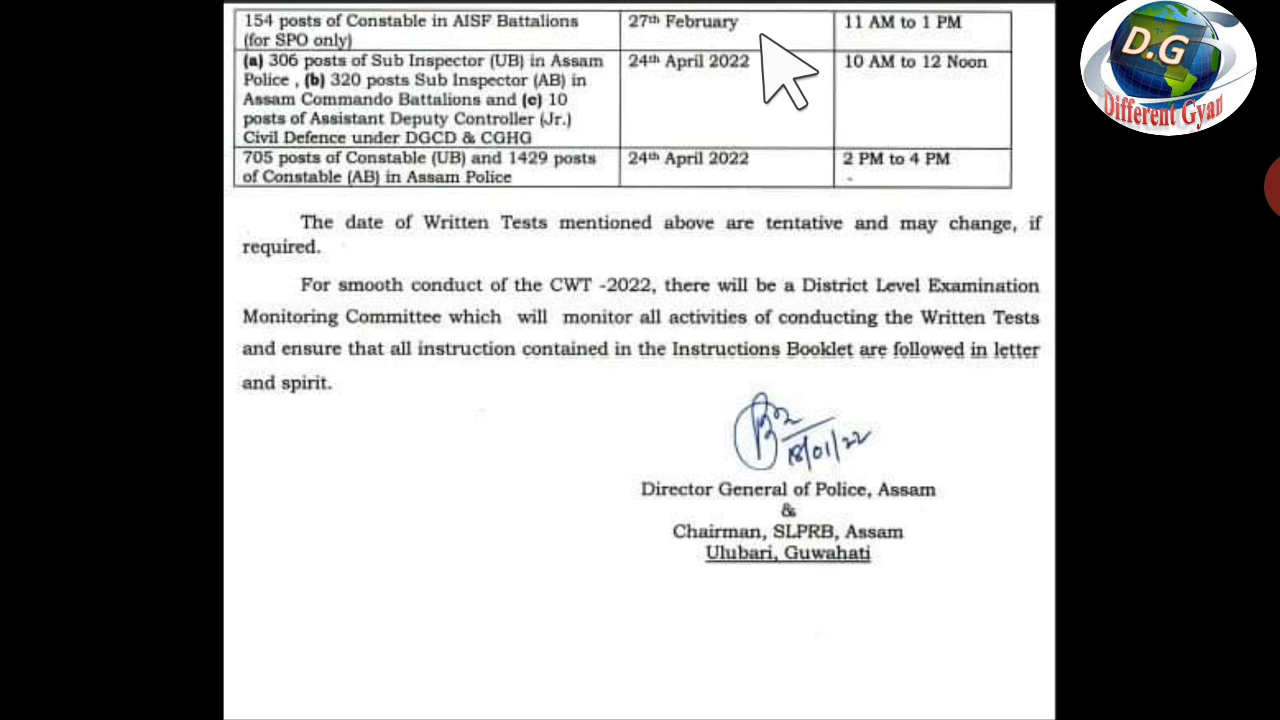 154 posts of Constable in AISF Battalions
(for SPO only)
27th February
11 AM to 1 PM
(a) 306 posts of Sub Inspector (UB) in Assam
Police , (b) 320 posts Sub Inspector (AB) in
Assam Commando Battalions and (c) 10
posts of Assistant Deputy Controller (Jr.)
Civil Defence under DGCD & CGHG
24th April 2022
10 AM to 12 Noon
705 posts of Constable (UB) and 1429 posts
of Constable (AB) in Assam Police
24th April 2022
2 PM to 4 PM
The date of Written Tests mentioned above are tentative and may change, if
required.
For smooth conduct of the CWT -2022, there will be a District Level Examination
Monitoring Committee which will monitor all activities of conducting the Written Tests
and ensure that all instruction contained in the Instructions Booklet are followed in letter
and spirit.
18/01/22
Director General of Police, Assam
&
Chairman, SLPRB, Assam
Ulubari, Guwahati
D.G
Different Gyan